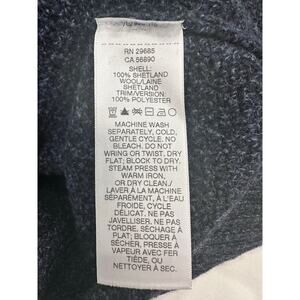 RN 29685
CA 56890
SHELL:
100% SHETLAND
WOOL/LAINE
SHETLAND
TRIM/VERSION:
100% POLYESTER
MACHINE WASH
SEPARATELY, COLD,
GENTLE CYCLE. NO
BLEACH. DO NOT
WRING OR TWIST. DRY
FLAT; BLOCK TO DRY.
STEAM PRESS WITH
WARM IRON,
OR DRY CLEAN./
LAVER À LA MACHINE
SÉPARÉMENT, À L'EAU
FROIDE, CYCLE
DÉLICAT. NE PAS
JAVELLISER. NE PAS
TORDRE. SÉCHAGE À
PLAT; BLOQUER À
SÉCHER, PRESSE À
VAPEUR AVEC FER
TIÈDE, OU
NETTOYER À SEC.